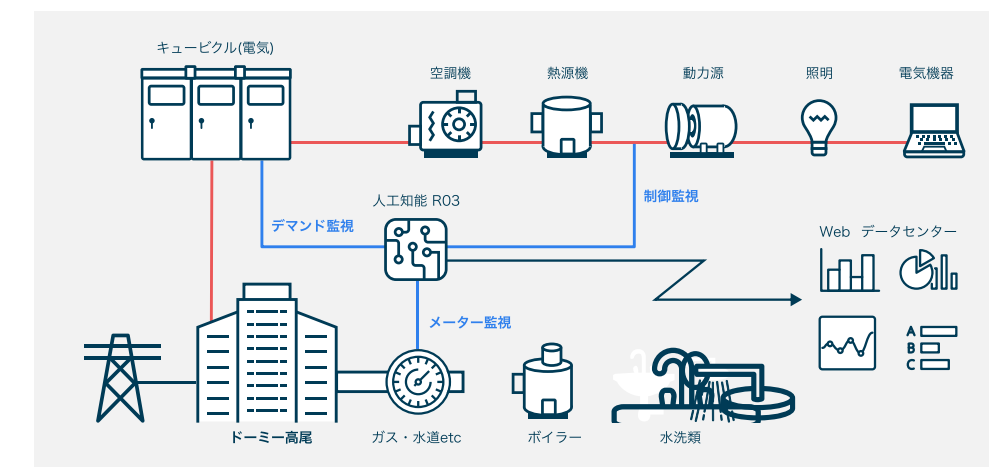 キュービクル(電気)
空調機
熱源機
動力源
照明
電気機器
人工知能 R03
制御監視
デマンド監視
Web データセンター
メーター監視
A
B
C
ドーミー高尾
ガス・水道etc
ボイラー
水洗類